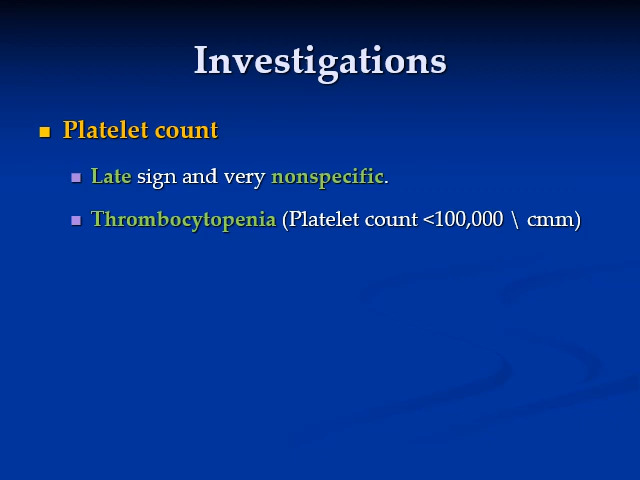 Investigations
Platelet count
Late sign and very nonspecific.
Thrombocytopenia (Platelet count <100,000 \ cmm)